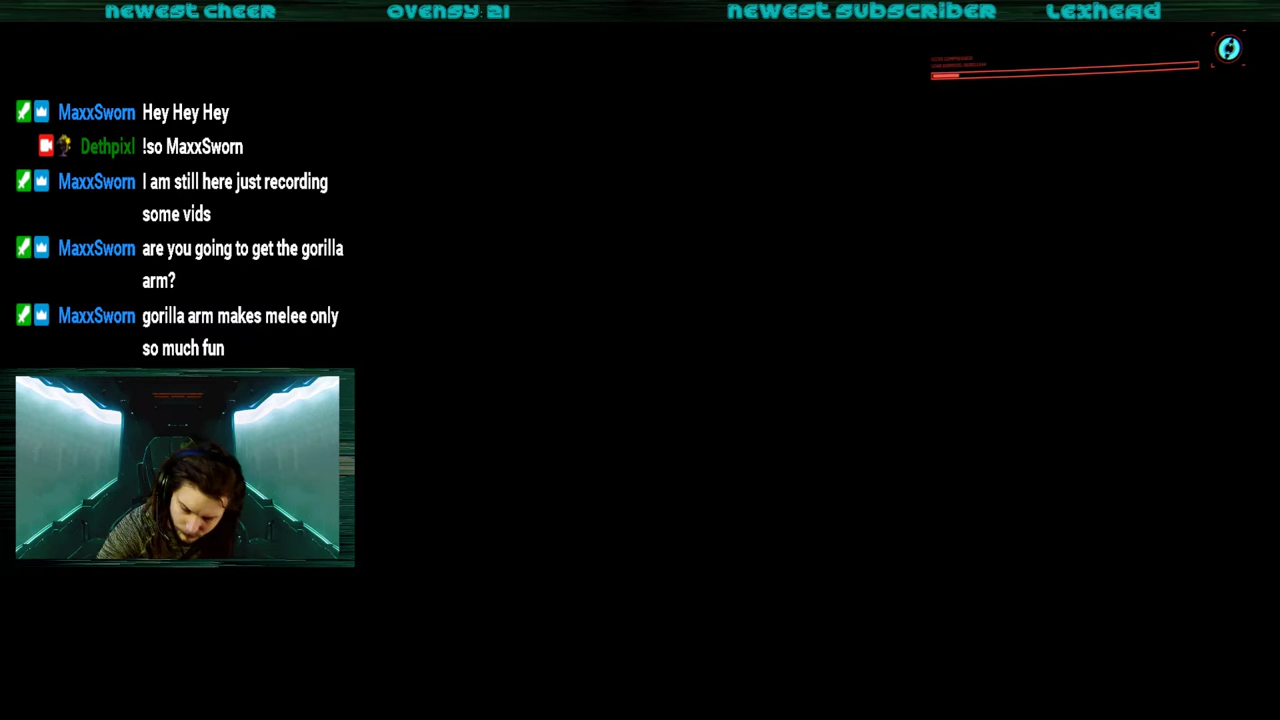 newest cheer ovensy: 21 newest subscriber Lexhead
MaxxSworn Hey Hey Hey
Dethpixl !so MaxxSworn
MaxxSworn I am still here just recording
some vids
MaxxSworn are you going to get the gorilla
arm?
MaxxSworn gorilla arm makes melee only
so much fun